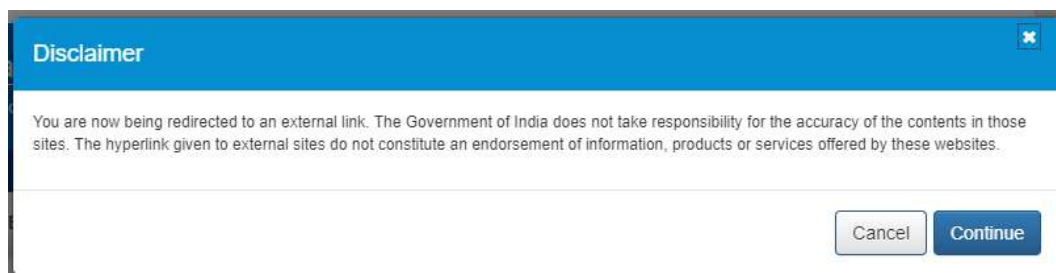 Disclaimer
You are now being redirected to an external link. The Government of India does not take responsibility for the accuracy of the contents in those
sites. The hyperlink given to external sites do not constitute an endorsement of information, products or services offered by these websites.
Cancel Continue